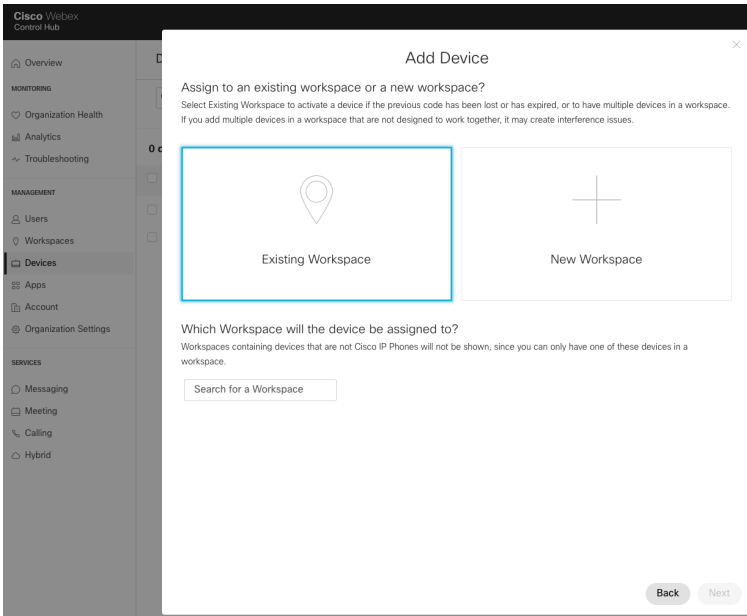 Cisco Webex
Control Hub
Overview
MONITORING
Organization Health
Analytics
Troubleshooting
MANAGEMENT
Users
Workspaces
Devices
Apps
Account
Organization Settings
SERVICES
Messaging
Meeting
Calling
Hybrid
Add Device
Assign to an existing workspace or a new workspace?
Select Existing Workspace to activate a device if the previous code has been lost or has expired, or to have multiple devices in a workspace.
If you add multiple devices in a workspace that are not designed to work together, it may create interference issues.
Existing Workspace
New Workspace
Which Workspace will the device be assigned to?
Workspaces containing devices that are not Cisco IP Phones will not be shown, since you can only have one of these devices in a
workspace.
Search for a Workspace
Back
Next